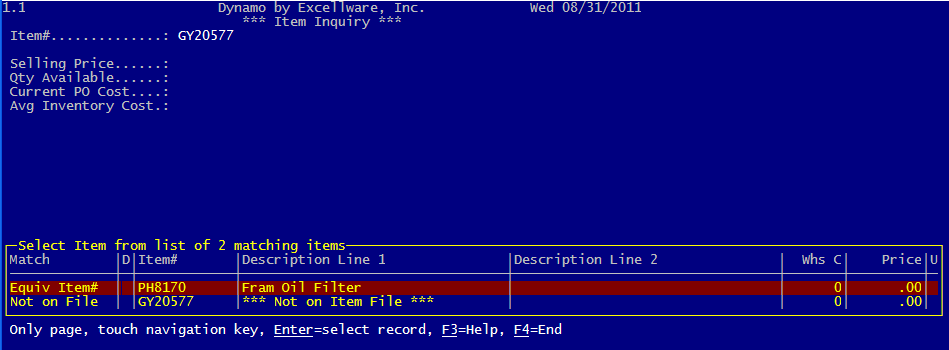 1.1 Dynamo by Excellware, Inc. Wed 08/31/2011
*** Item Inquiry ***
Item#..............: GY20577
Selling Price......:
Qty Available......:
Current PO Cost....:
Avg Inventory Cost.:
Select Item from list of 2 matching items
Match |D|Item# |Description Line 1 |Description Line 2 | Whs C| Price|U
Equiv Item# | |PH8170 |Fram Oil Filter | | 0| .00|
Not on File | |GY20577 |*** Not on Item File *** | | 0| .00|
Only page, touch navigation key, Enter=select record, F3=Help, F4=End